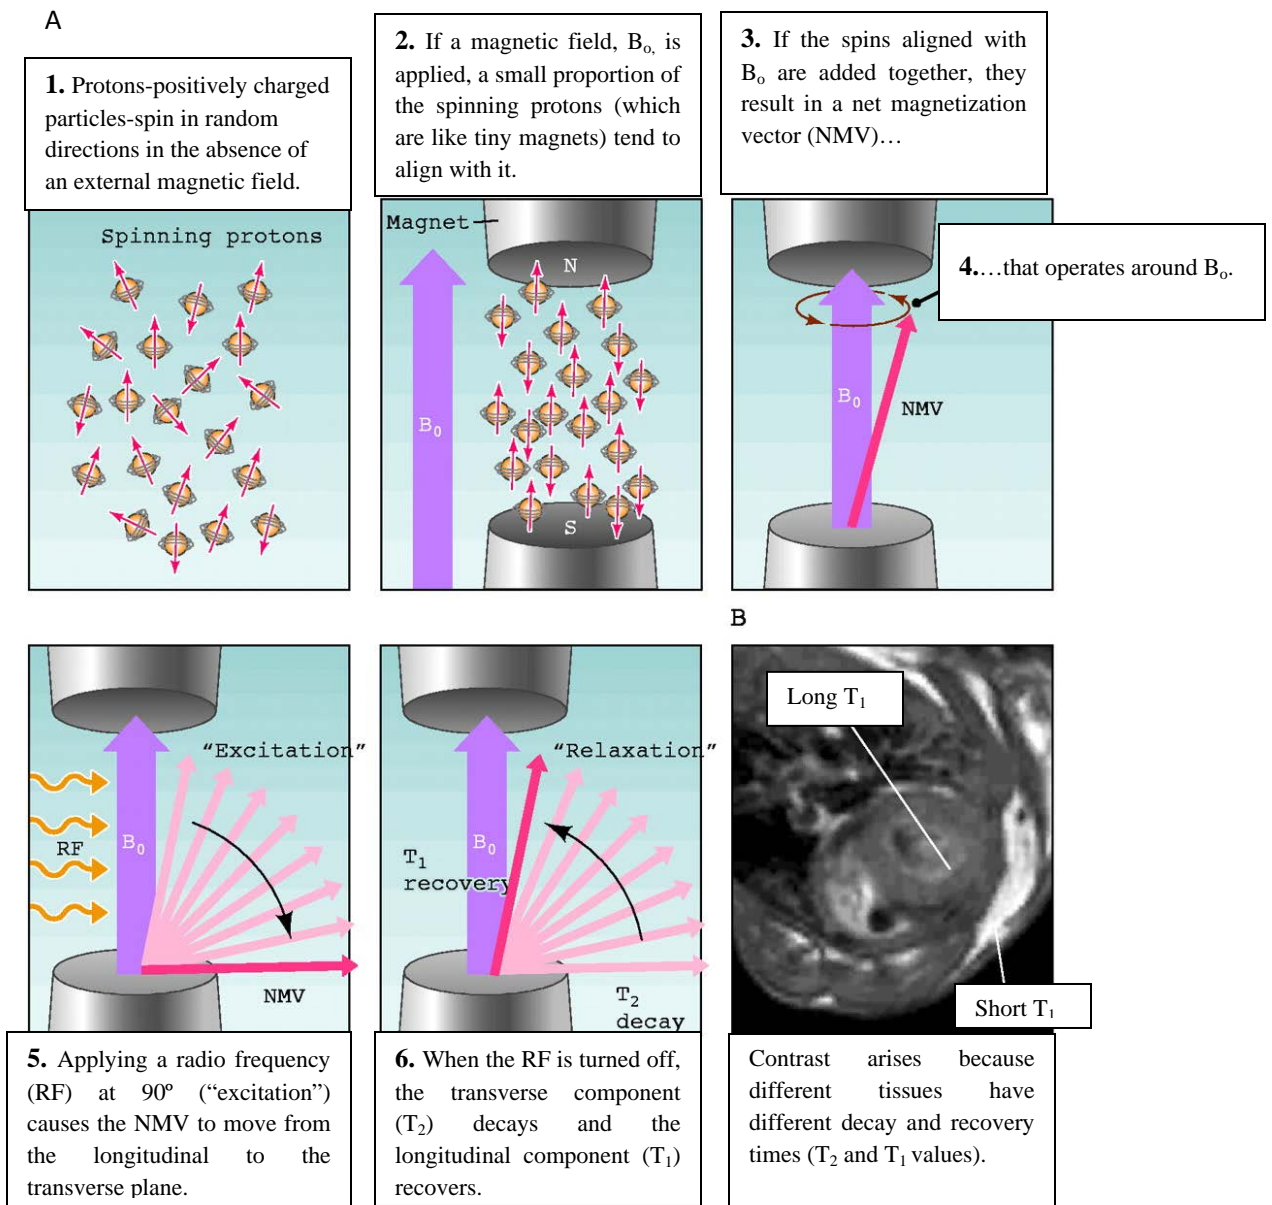 A
1. Protons-positively charged
particles-spin in random
directions in the absence of
an external magnetic field.
2. If a magnetic field, Bo, is
applied, a small proportion of
the spinning protons (which
are like tiny magnets) tend to
align with it.
3. If the spins aligned with
Bo are added together, they
result in a net magnetization
vector (NMV)…
Spinning protons
Magnet
N
B0
S
4.…that operates around Bo.
B0
NMV
"Excitation"
RF
B0
NMV
"Relaxation"
T1
recovery
B0
T2
decay
B
Long T1
Short T1
5. Applying a radio frequency
(RF) at 90º (“excitation”)
causes the NMV to move from
the longitudinal to the
transverse plane.
6. When the RF is turned off,
the transverse component
(T2) decays and the
longitudinal component (T1)
recovers.
Contrast arises because
different tissues have
different decay and recovery
times (T2 and T1 values).